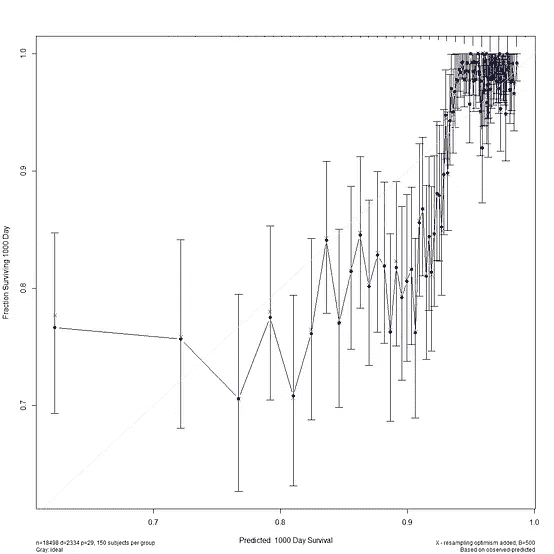 1.0
0.9
0.8
0.7
Fraction Surviving 1000 Day
0.7
0.8
0.9
1.0
Predicted 1000 Day Survival
n=18498 d=2334 p=29, 150 subjects per group
Gray: ideal
X - resampling optimism added, B=500
Based on observed-predicted